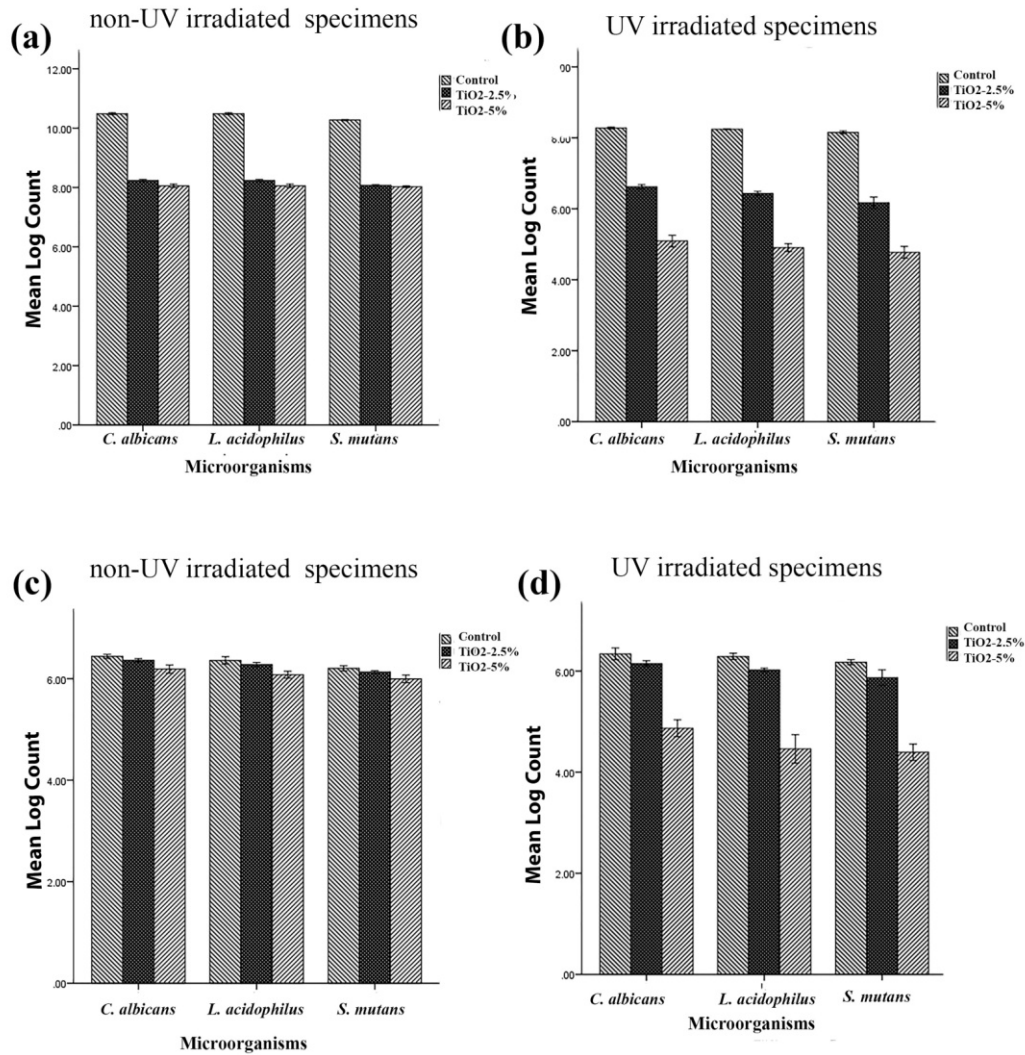 (a)
non-UV irradiated specimens
Control
TiO2-2.5%
TiO2-5%
12.00
10.00
8.00
6.00
4.00
2.00
.00
Mean Log Count
C. albicans L. acidophilus S. mutans
Microorganisms
(b)
UV irradiated specimens
Control
TiO2-2.5%
TiO2-5%
6.00
4.00
2.00
.00
Mean Log Count
C. albicans L. acidophilus S. mutans
Microorganisms
(c)
non-UV irradiated specimens
Control
TiO2-2.5%
TiO2-5%
6.00
4.00
2.00
.00
Mean Log Count
C. albicans L. acidophilus S. mutans
Microorganisms
(d)
UV irradiated specimens
Control
TiO2-2.5%
TiO2-5%
6.00
4.00
2.00
.00
Mean Log Count
C. albicans L. acidophilus S. mutans
Microorganisms